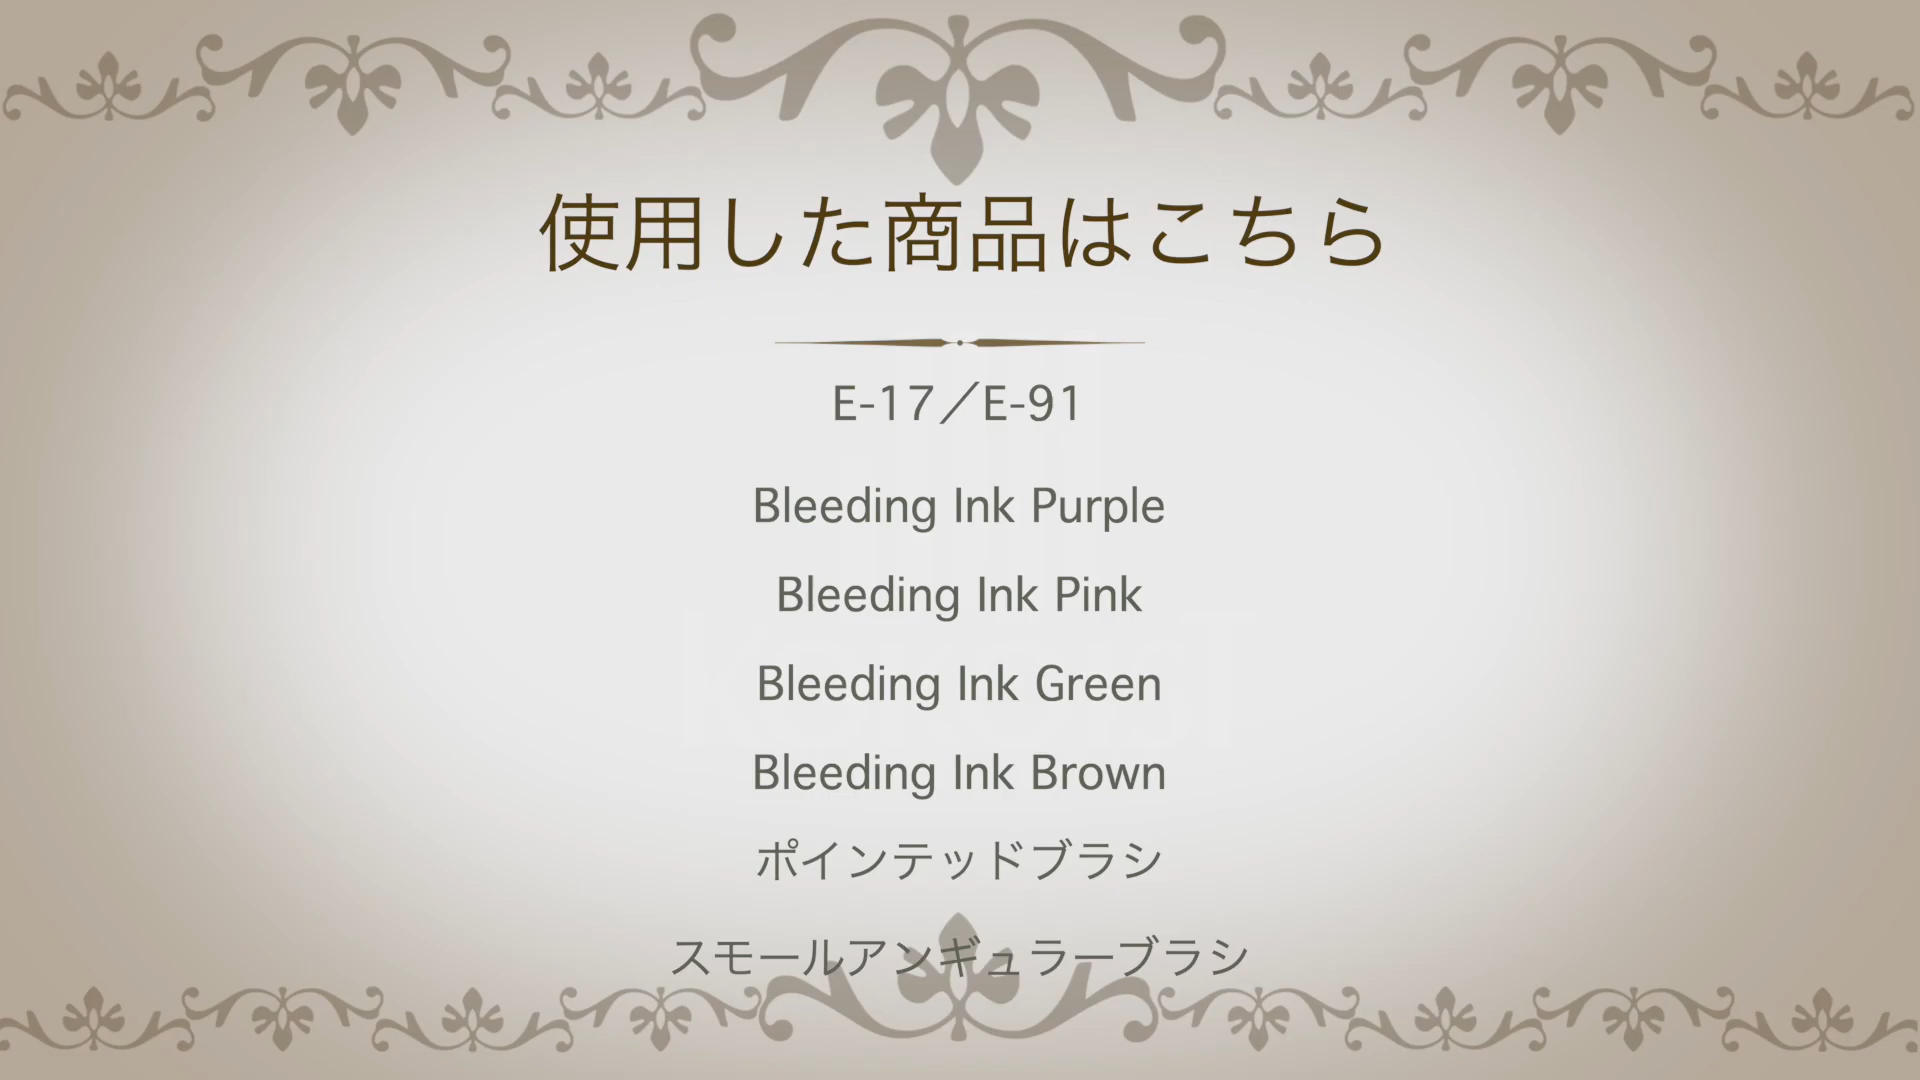 使用した商品はこちら
E-17／E-91
Bleeding Ink Purple
Bleeding Ink Pink
Bleeding Ink Green
Bleeding Ink Brown
ポインテッドブラシ
スモールアンギュラーブラシ